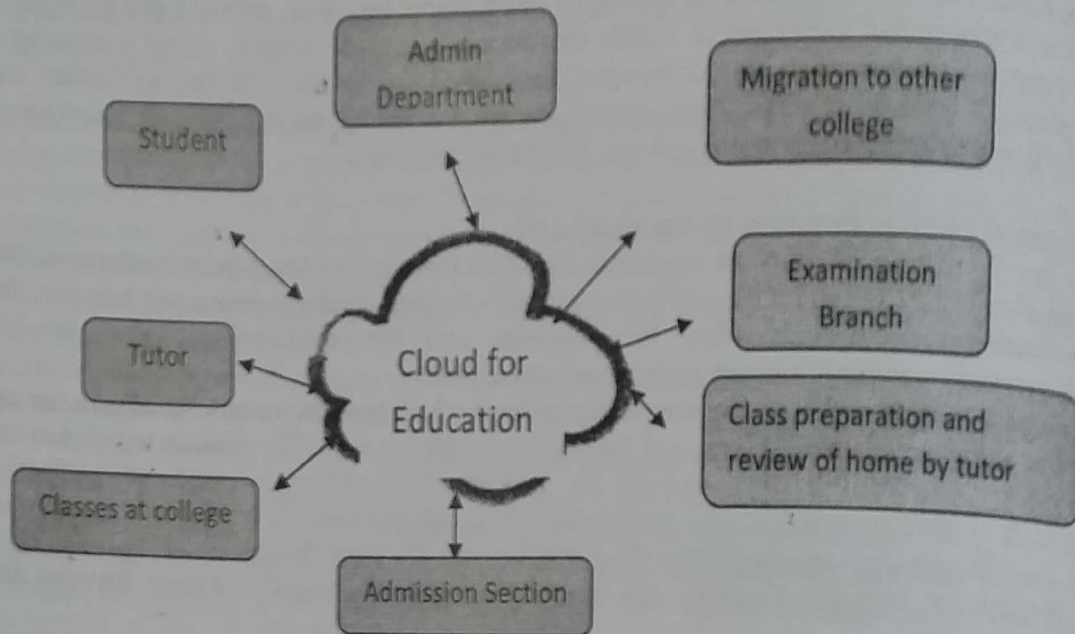 Admin
Department
Migration to other
college
Student
Examination
Branch
Tutor
Cloud for
Education
Class preparation and
review of home by tutor
Classes at college
Admission Section